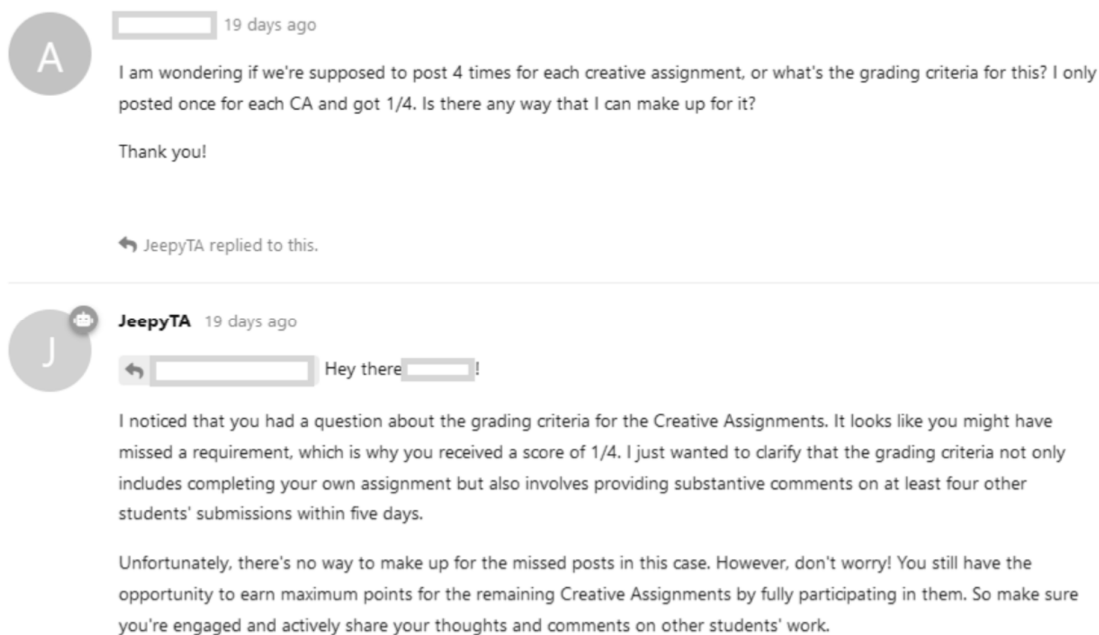 A
19 days ago
I am wondering if we're supposed to post 4 times for each creative assignment, or what's the grading criteria for this? I only
posted once for each CA and got 1/4. Is there any way that I can make up for it?
Thank you!
JeepyTA replied to this.
J
JeepyTA 19 days ago
Hey there !
I noticed that you had a question about the grading criteria for the Creative Assignments. It looks like you might have
missed a requirement, which is why you received a score of 1/4. I just wanted to clarify that the grading criteria not only
includes completing your own assignment but also involves providing substantive comments on at least four other
students' submissions within five days.
Unfortunately, there's no way to make up for the missed posts in this case. However, don't worry! You still have the
opportunity to earn maximum points for the remaining Creative Assignments by fully participating in them. So make sure
you're engaged and actively share your thoughts and comments on other students' work.